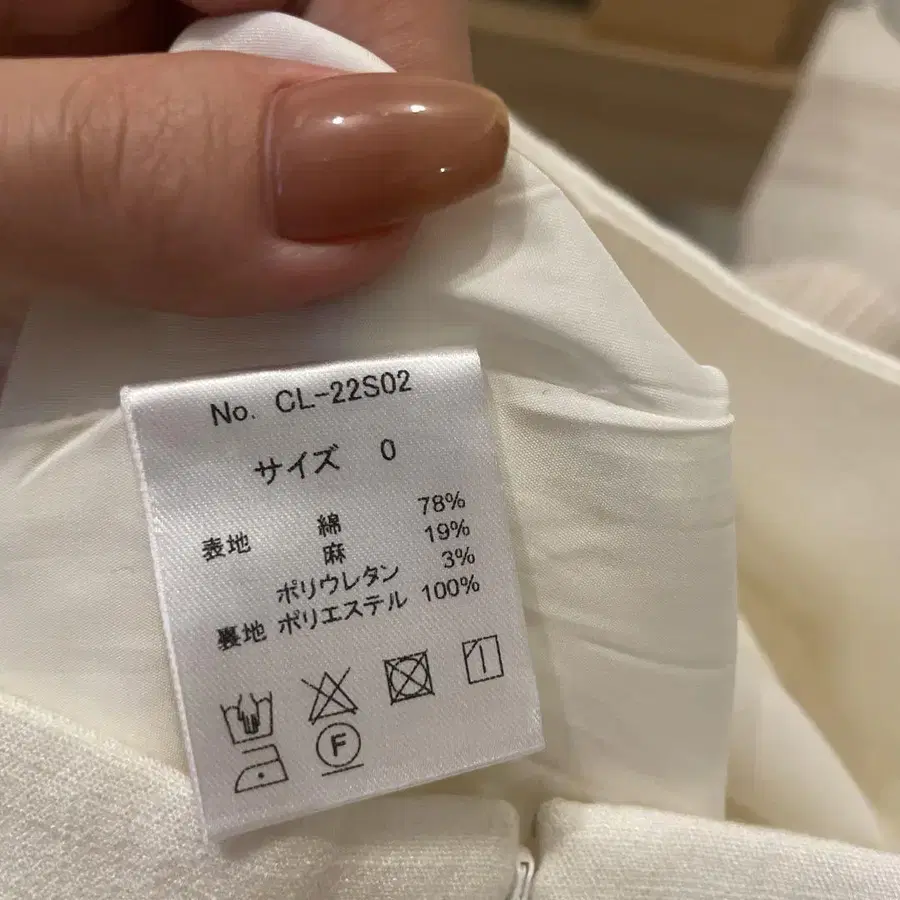 No. CL-22S02
サイズ 0
表地 綿 78%
麻 19%
ポリウレタン 3%
裏地 ポリエステル 100%
F